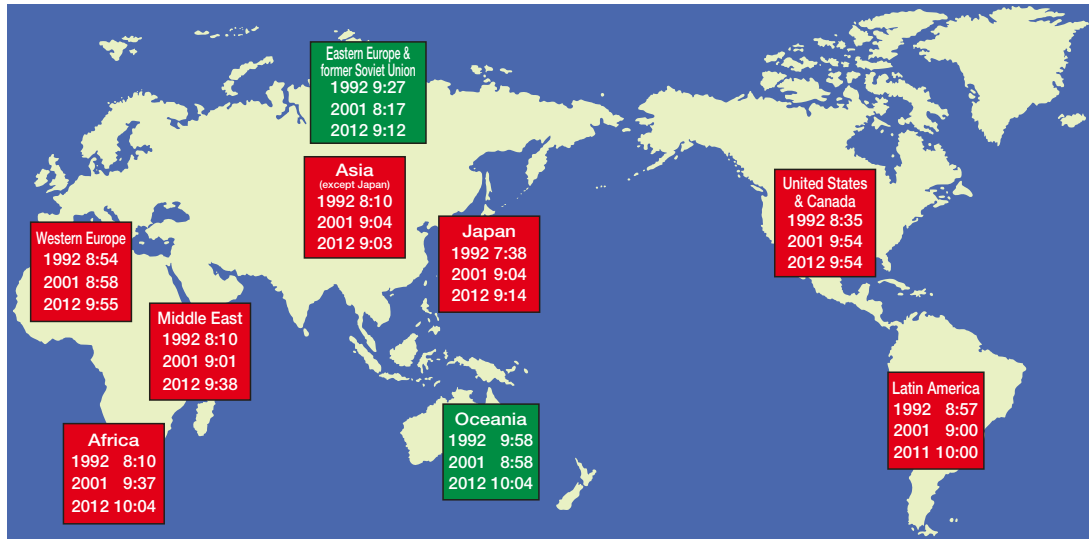 Eastern Europe &
former Soviet Union
1992 9:27
2001 8:17
2012 9:12
Asia
(except Japan)
1992 8:10
2001 9:04
2012 9:03
United States
& Canada
1992 8:35
2001 9:54
2012 9:54
Western Europe
1992 8:54
2001 8:58
2012 9:55
Japan
1992 7:38
2001 9:04
2012 9:14
Middle East
1992 8:10
2001 9:01
2012 9:38
Latin America
1992 8:57
2001 9:00
2011 10:00
Oceania
1992 9:58
2001 8:58
2012 10:04
Africa
1992 8:10
2001 9:37
2012 10:04